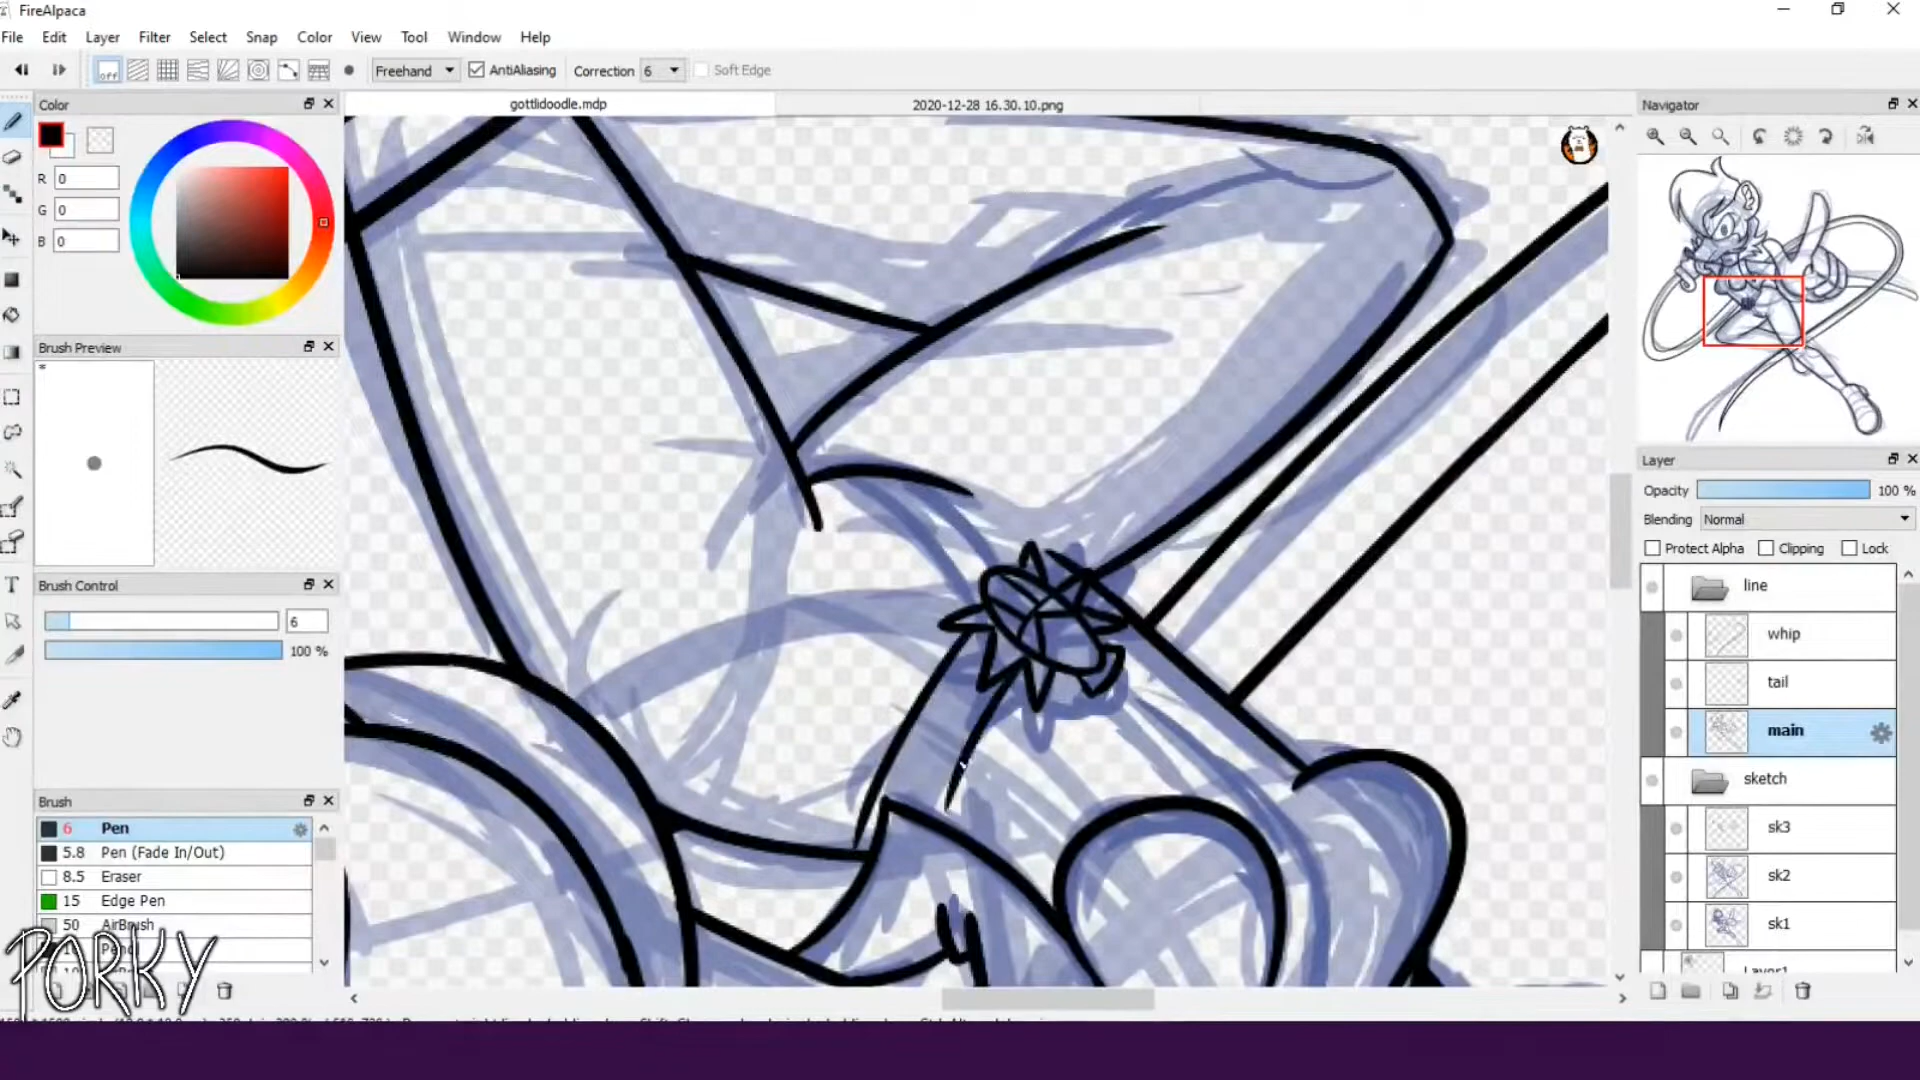 FireAlpaca
File Edit Layer Filter Select Snap Color View Tool Window Help
off Freehand AntiAliasing Correction 6 Soft Edge
Color
gottlidoodle.mdp
2020-12-28 16.30.10.png
Navigator
R 0
G 0
B 0
Brush Preview
Layer
Opacity 100 %
Blending Normal
Protect Alpha Clipping Lock
Brush Control
6
100 %
line
whip
tail
main
sketch
sk3
sk2
sk1
Layer1
Brush
6 Pen
5.8 Pen (Fade In/Out)
8.5 Eraser
15 Edge Pen
50 AirBrush
PORKY